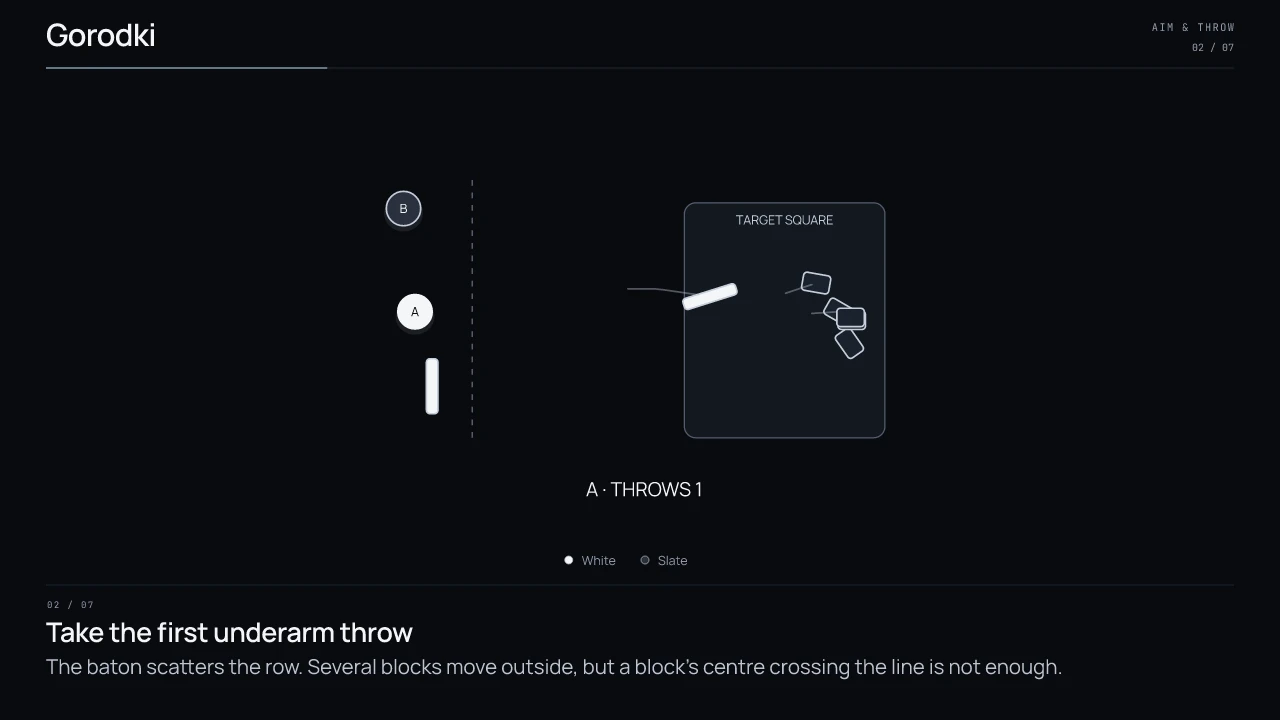 Gorodki
AIM & THROW
02 / 07
B
TARGET SQUARE
A
A · THROWS 1
White
Slate
02 / 07
Take the first underarm throw
The baton scatters the row. Several blocks move outside, but a block's centre crossing the line is not enough.